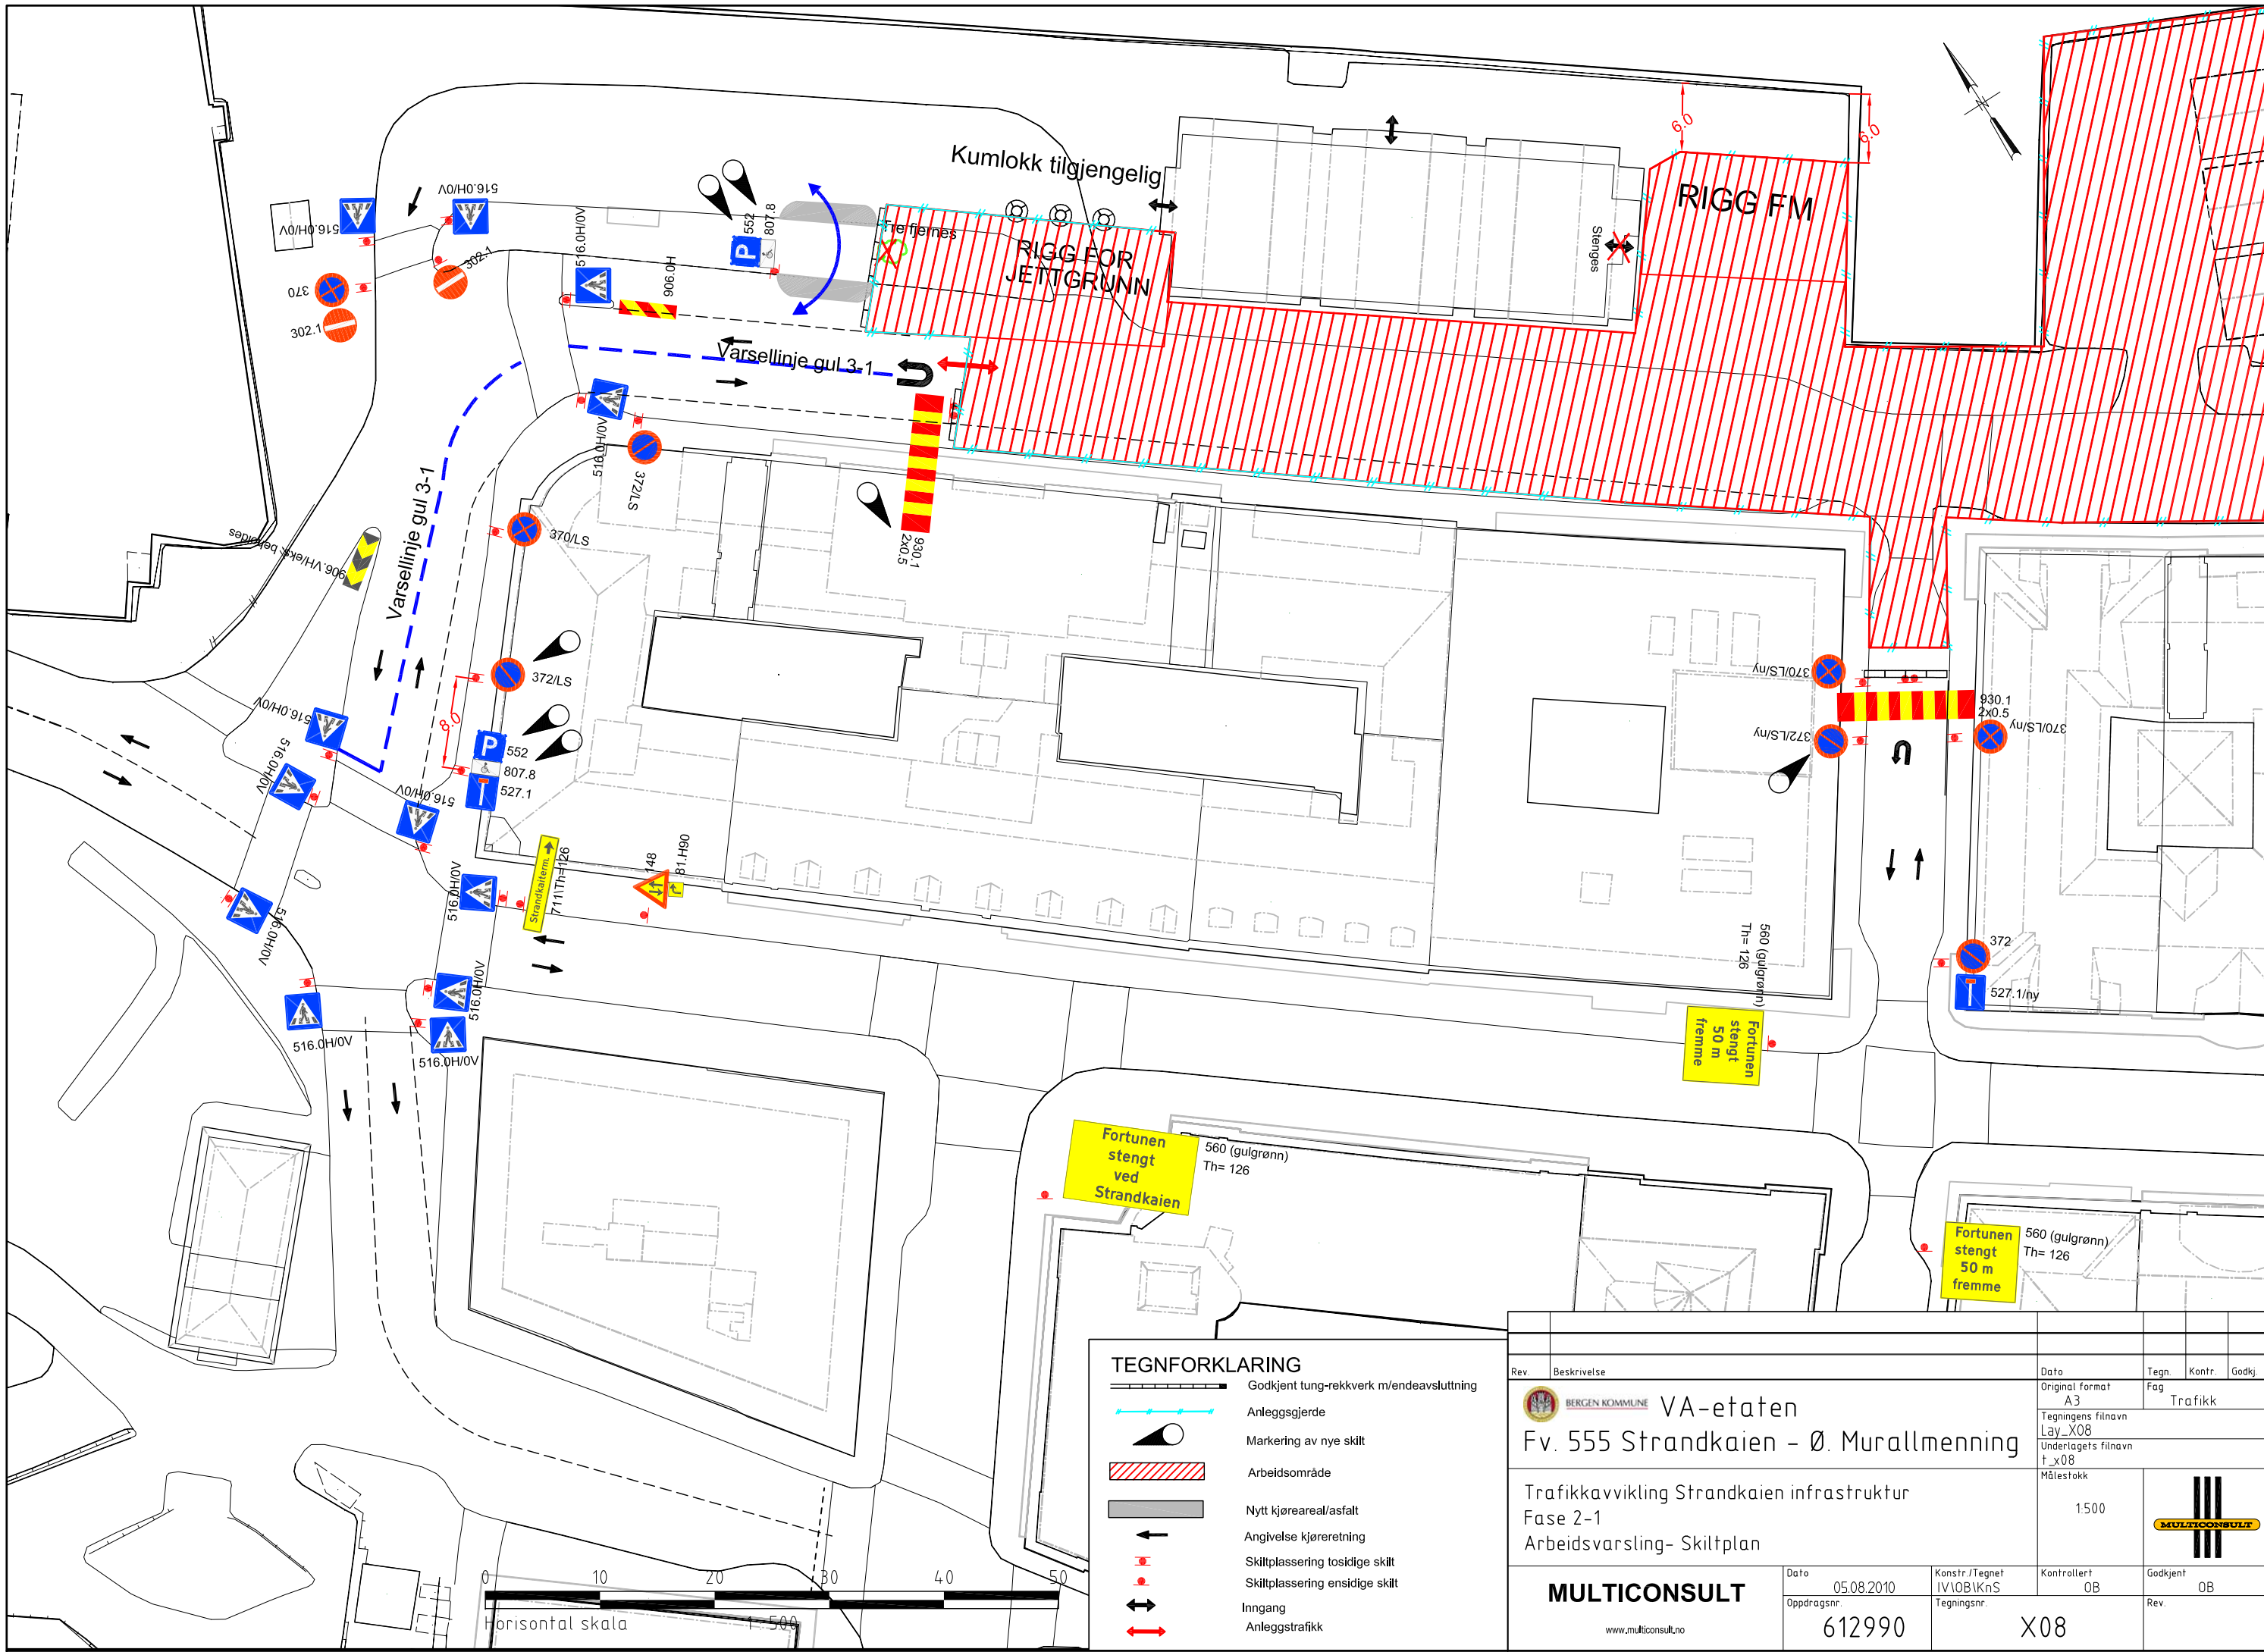 Kumlokk tilgjengelig
6.0
6.0
RIGG FM
516.0H/0V
516.0H/0V
516.0H/0V
552
807.8
Tre fjernes
RIGG FOR
JETTGRUNN
Stenges
302.1
370
302.1
906.0H
Varsellinje gul 3-1
516.0H/0V
372/LS
370/LS
930.1
2x0.5
906.VH/eks. beholdes
Varsellinje gul 3-1
372/LS
8.0
P
552
807.8
527.1
516.0H/0V
516.0H/0V
516.0H/0V
516.0H/0V
Strandkaiterm.
711\Th=126
148
81.H90
516.0H/0V
516.0H/0V
516.0H/0V
516.0H/0V
370/LS/ny
372/LS/ny
930.1
2x0.5
370/LS/ny
372
527.1/ny
560 (gulgrønn)
Th= 126
Fortunen
stengt
50 m
fremme
Fortunen
stengt
ved
Strandkaien
560 (gulgrønn)
Th= 126
Fortunen
stengt
50 m
fremme
560 (gulgrønn)
Th= 126
0 10 20 30 40 50
Horisontal skala 1 500
TEGNFORKLARING
Godkjent tung-rekkverk m/endeavsluttning
Anleggsgjerde
Markering av nye skilt
Arbeidsområde
Nytt kjøreareal/asfalt
Angivelse kjøreretning
Skiltplassering tosidige skilt
Skiltplassering ensidige skilt
Inngang
Anleggstrafikk
Rev. Beskrivelse Dato Tegn. Kontr. Godkj.
BERGEN KOMMUNE VA-etaten
Fv. 555 Strandkaien - Ø. Murallmenning
Original format
A3
Fag
Trafikk
Tegningens filnavn
Lay_X08
Underlagets filnavn
t_x08
Trafikkavvikling Strandkaien infrastruktur
Fase 2-1
Arbeidsvarsling- Skiltplan
Målestokk
1:500
MULTICONSULT
MULTICONSULT
www.multiconsult.no
Dato
05.08.2010
Konstr./Tegnet
IV\OB\KnS
Kontrollert
OB
Godkjent
OB
Oppdragsnr.
612990
Tegningsnr.
X08
Rev.